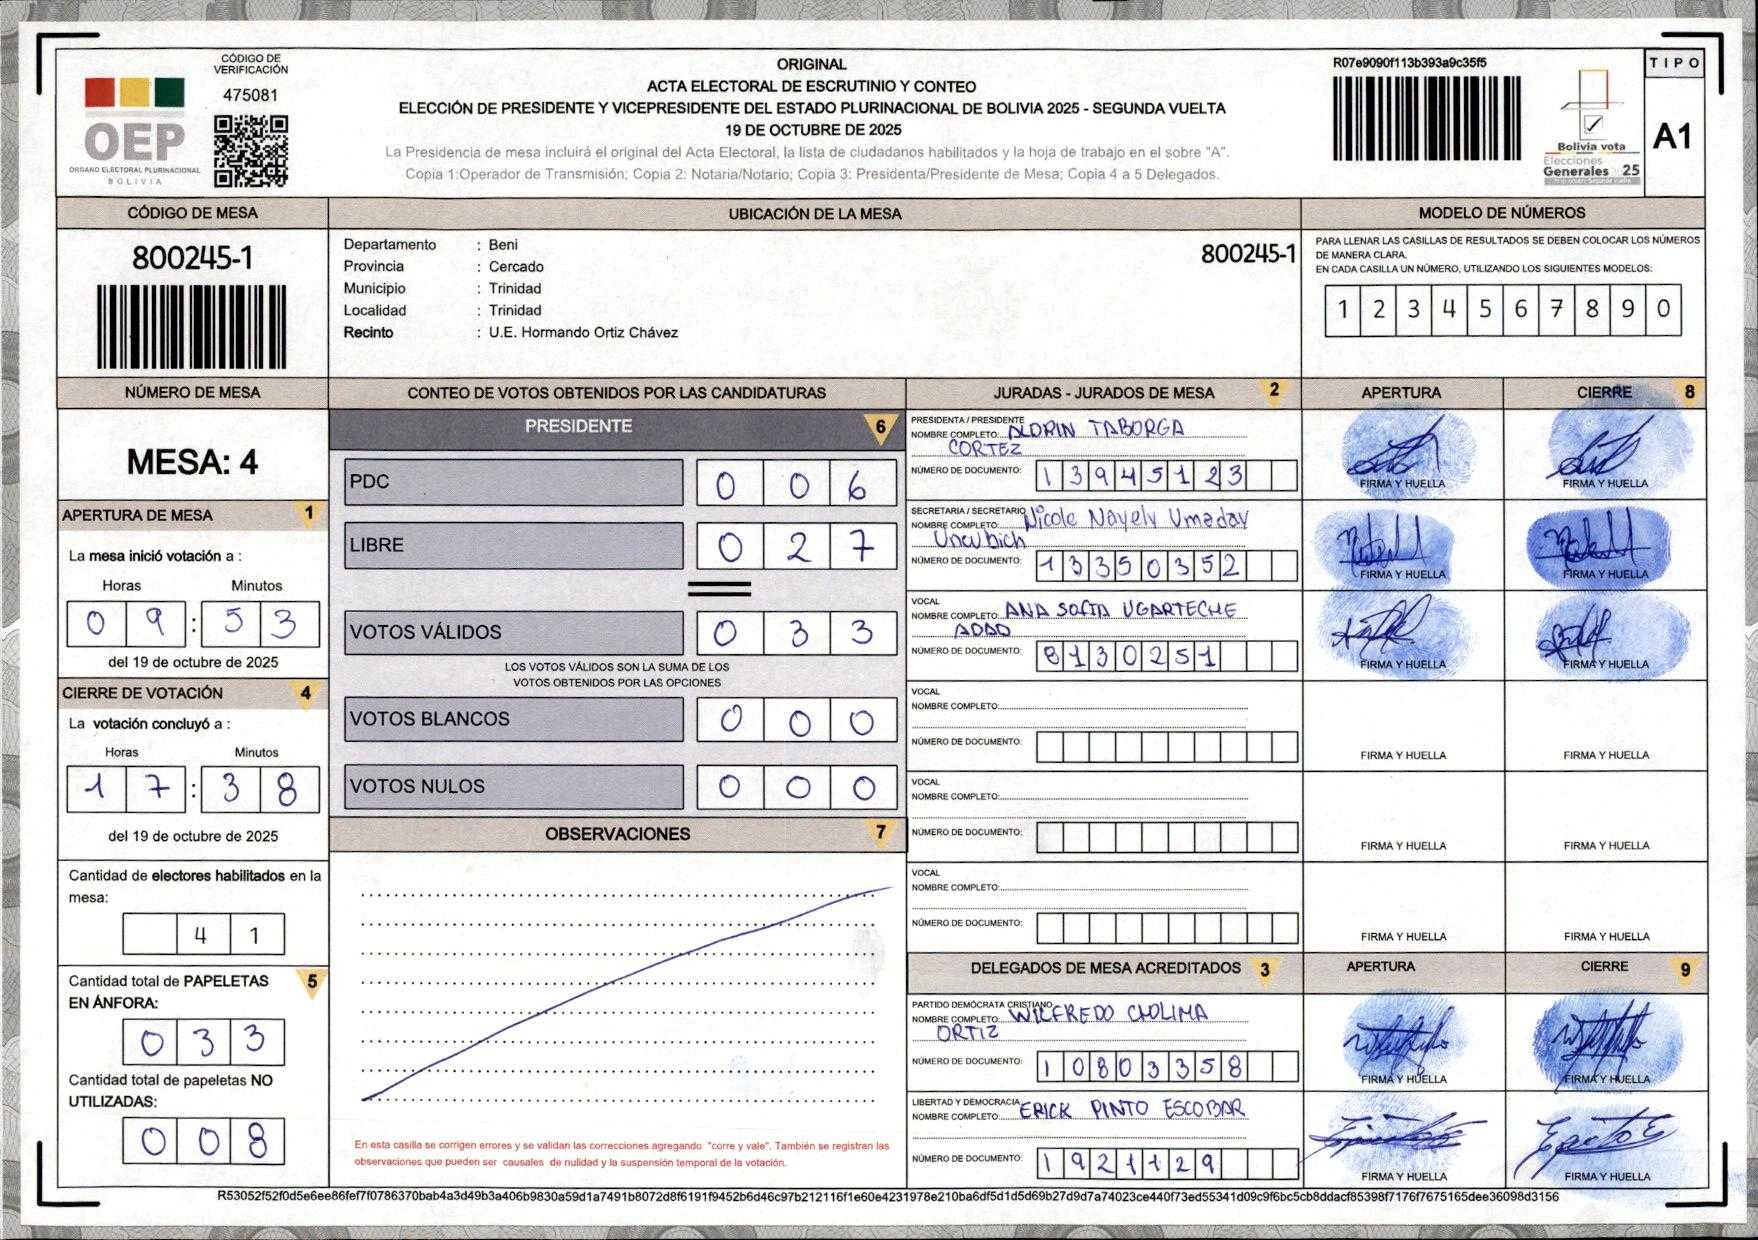 CÓDIGO DE
VERIFICACIÓN
475081
OEP
ORGANO ELECTORAL PLURINACIONAL
BOLIVIA
ORIGINAL
ACTA ELECTORAL DE ESCRUTINIO Y CONTEO
ELECCIÓN DE PRESIDENTE Y VICEPRESIDENTE DEL ESTADO PLURINACIONAL DE BOLIVIA 2025 - SEGUNDA VUELTA
19 DE OCTUBRE DE 2025
La Presidencia de mesa incluirá el original del Acta Electoral, la lista de ciudadanos habilitados y la hoja de trabajo en el sobre "A".
Copia 1:Operador de Transmisión; Copia 2: Notaria/Notario; Copia 3: Presidenta/Presidente de Mesa; Copia 4 a 5 Delegados.
R07e9090f113b393a9c35f5
Bolivia vota
Elecciones
Generales 25
TIPO
A1
CÓDIGO DE MESA
800245-1
UBICACIÓN DE LA MESA
Departamento : Beni
Provincia : Cercado
Municipio : Trinidad
Localidad : Trinidad
Recinto : U.E. Hormando Ortiz Chávez
800245-1
MODELO DE NÚMEROS
PARA LLENAR LAS CASILLAS DE RESULTADOS SE DEBEN COLOCAR LOS NÚMEROS
DE MANERA CLARA.
EN CADA CASILLA UN NÚMERO, UTILIZANDO LOS SIGUIENTES MODELOS:
1 2 3 4 5 6 7 8 9 0
NÚMERO DE MESA
MESA: 4
APERTURA DE MESA 1
La mesa inició votación a :
Horas Minutos
0 9 : 5 3
del 19 de octubre de 2025
CIERRE DE VOTACIÓN 4
La votación concluyó a :
Horas Minutos
1 7 : 3 8
del 19 de octubre de 2025
Cantidad de electores habilitados en la
mesa:
4 1
Cantidad total de PAPELETAS 5
EN ÁNFORA:
0 3 3
Cantidad total de papeletas NO
UTILIZADAS:
0 0 8
CONTEO DE VOTOS OBTENIDOS POR LAS CANDIDATURAS
PRESIDENTE 6
PDC 0 0 6
LIBRE 0 2 7
VOTOS VÁLIDOS 0 3 3
LOS VOTOS VÁLIDOS SON LA SUMA DE LOS
VOTOS OBTENIDOS POR LAS OPCIONES
VOTOS BLANCOS 0 0 0
VOTOS NULOS 0 0 0
OBSERVACIONES 7
En esta casilla se corrigen errores y se validan las correcciones agregando "corre y vale". También se registran las
observaciones que pueden ser causales de nulidad y la suspensión temporal de la votación.
JURADAS - JURADOS DE MESA 2
APERTURA
CIERRE 8
PRESIDENTA / PRESIDENTE
NOMBRE COMPLETO: ALDRIN TABORGA
CORTEZ
NÚMERO DE DOCUMENTO: 1 3 9 4 5 1 2 3
FIRMA Y HUELLA FIRMA Y HUELLA
SECRETARIA / SECRETARIO
NOMBRE COMPLETO: Nicole Nayely Umaday
NÚMERO DE DOCUMENTO: 1 3 3 5 0 3 5 2
FIRMA Y HUELLA FIRMA Y HUELLA
VOCAL
NOMBRE COMPLETO: ANA SOFIA UGARTECHE
NÚMERO DE DOCUMENTO: 8 1 3 0 2 5 1
FIRMA Y HUELLA FIRMA Y HUELLA
VOCAL
NOMBRE COMPLETO:
NÚMERO DE DOCUMENTO:
FIRMA Y HUELLA FIRMA Y HUELLA
VOCAL
NOMBRE COMPLETO:
NÚMERO DE DOCUMENTO:
FIRMA Y HUELLA FIRMA Y HUELLA
VOCAL
NOMBRE COMPLETO:
NÚMERO DE DOCUMENTO:
FIRMA Y HUELLA FIRMA Y HUELLA
DELEGADOS DE MESA ACREDITADOS 3
APERTURA
CIERRE 9
PARTIDO DEMÓCRATA CRISTIANO
NOMBRE COMPLETO: WILFREDO CHOLIMA
ORTIZ
NÚMERO DE DOCUMENTO: 1 0 8 0 3 3 5 8
FIRMA Y HUELLA FIRMA Y HUELLA
LIBERTAD Y DEMOCRACIA
NOMBRE COMPLETO: ERICK PINTO ESCOBAR
NÚMERO DE DOCUMENTO: 1 9 2 1 1 2 9
FIRMA Y HUELLA FIRMA Y HUELLA